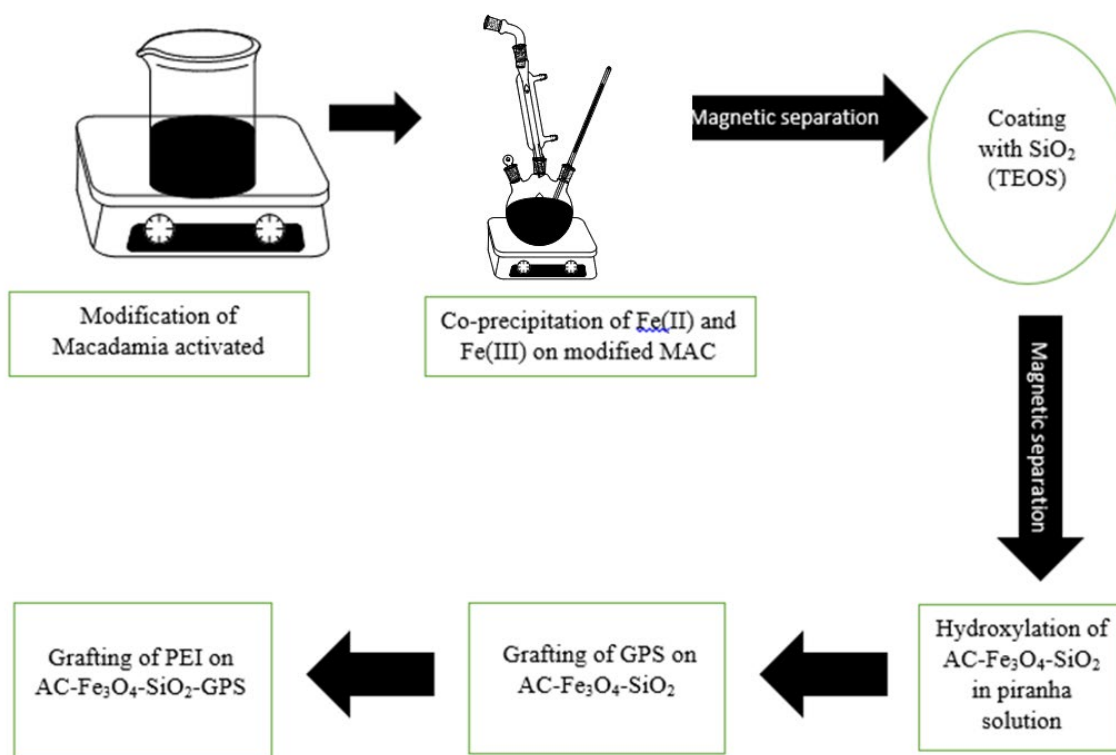 Magnetic separation
Coating
with SiO₂
(TEOS)
Modification of
Macadamia activated
Co-precipitation of Fe(II) and
Fe(III) on modified MAC
Magnetic separation
Hydroxylation of
AC-Fe₃O₄-SiO₂
in piranha
solution
Grafting of GPS on
AC-Fe₃O₄-SiO₂
Grafting of PEI on
AC-Fe₃O₄-SiO₂-GPS